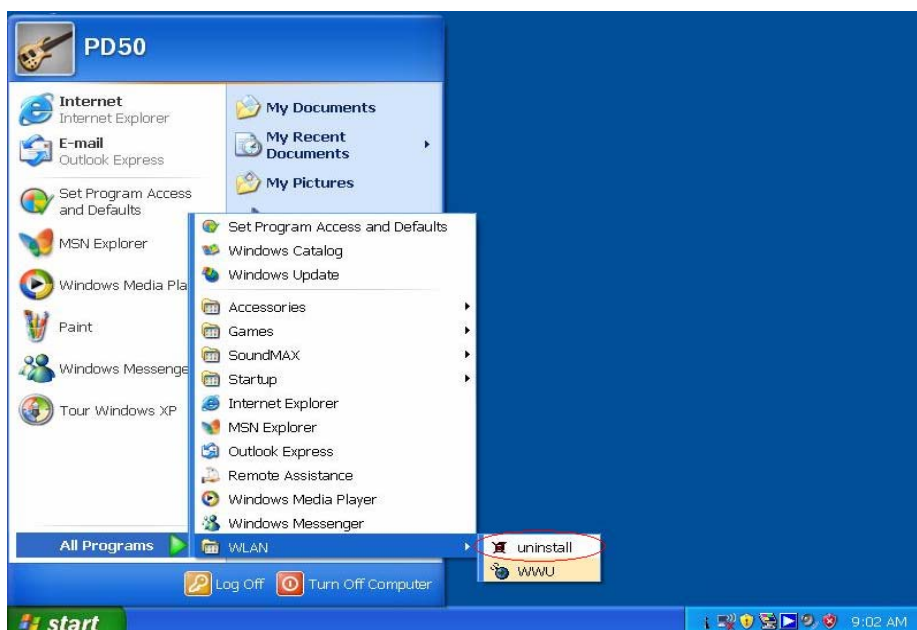 PD50
Internet
Internet Explorer
E-mail
Outlook Express
Set Program Access
and Defaults
MSN Explorer
Windows Media Pla
Paint
Windows Messenge
Tour Windows XP
All Programs
My Documents
My Recent
Documents
My Pictures
Set Program Access and Defaults
Windows Catalog
Windows Update
Accessories
Games
SoundMAX
Startup
Internet Explorer
MSN Explorer
Outlook Express
Remote Assistance
Windows Media Player
Windows Messenger
WLAN
uninstall
WWU
Log Off
Turn Off Computer
start
9:02 AM